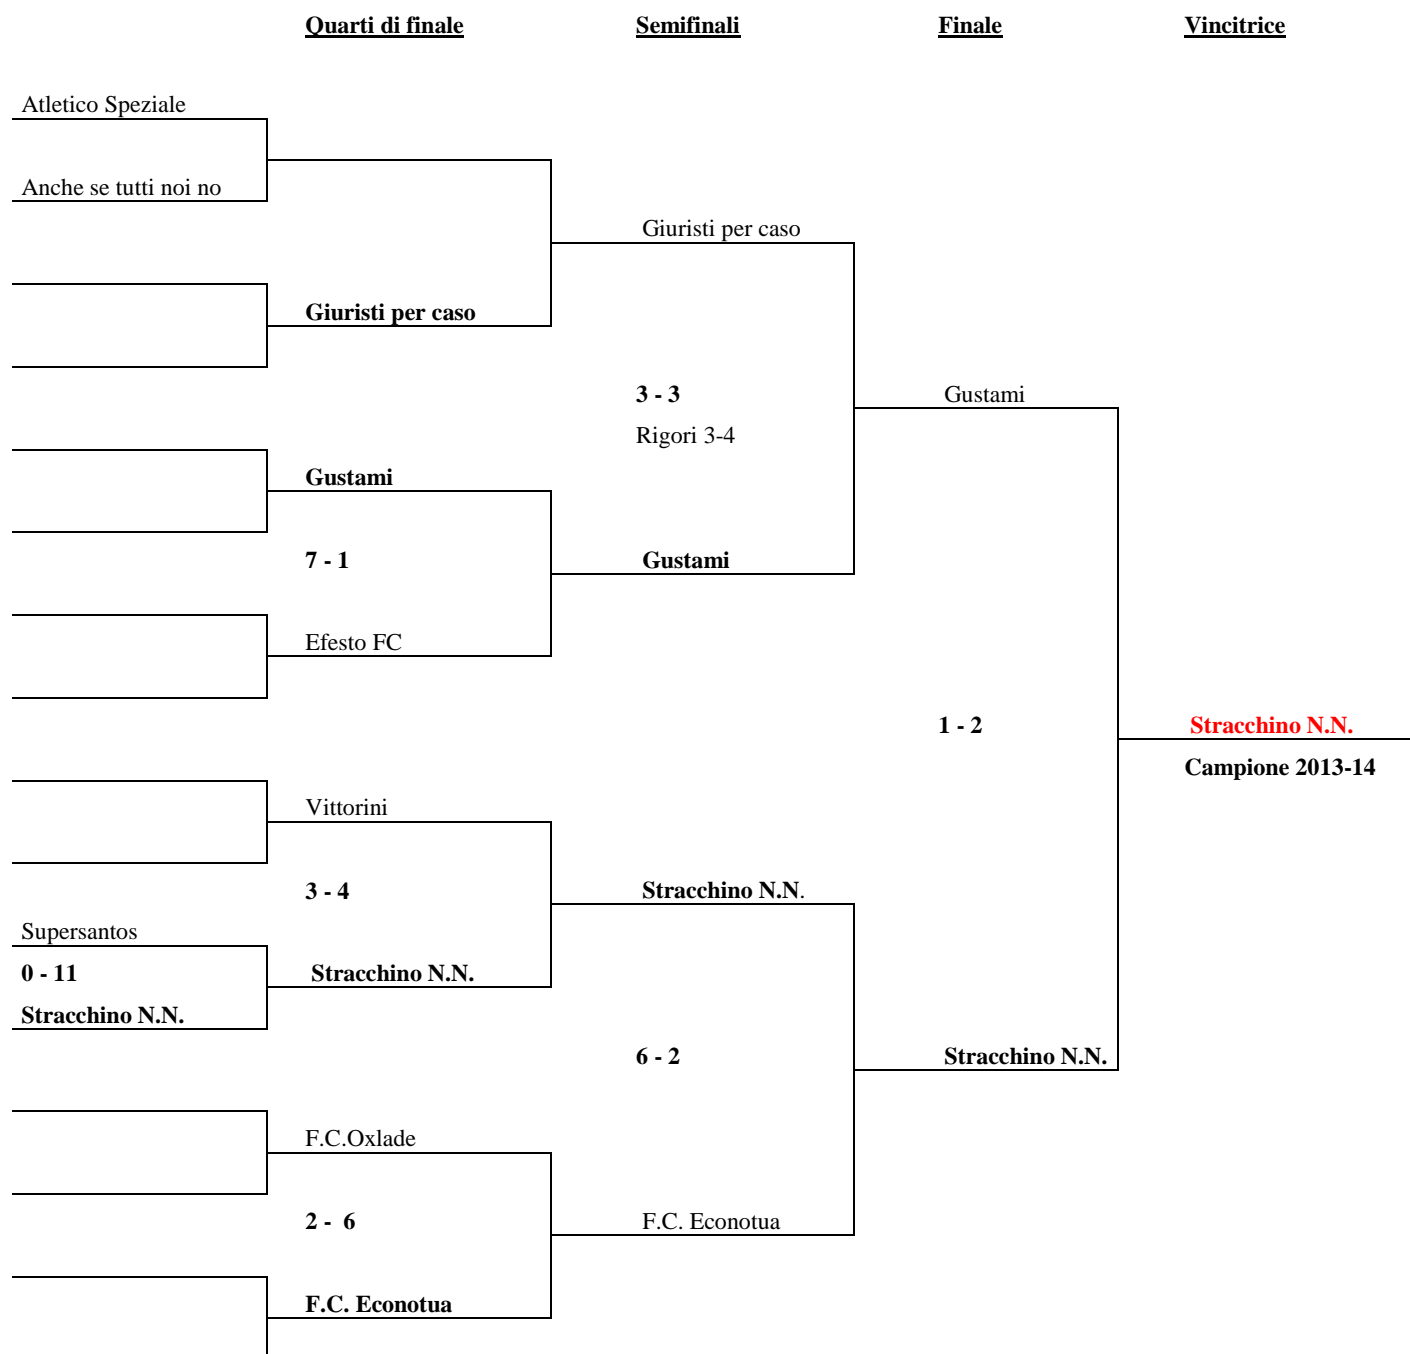 Quarti di finale Semifinali Finale Vincitrice
Atletico Speziale
Anche se tutti noi no
Giuristi per caso
Giuristi per caso
3 - 3 Gustami
Rigori 3-4
Gustami
7 - 1 Gustami
Efesto FC
1 - 2 Stracchino N.N.
Campione 2013-14
Vittorini
3 - 4 Stracchino N.N.
Supersantos
0 - 11 Stracchino N.N.
Stracchino N.N.
6 - 2 Stracchino N.N.
F.C.Oxlade
2 - 6 F.C. Econotua
F.C. Econotua